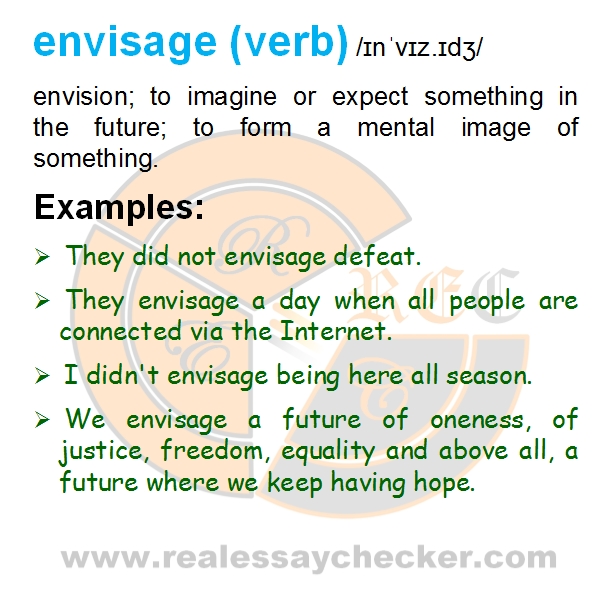 envisage (verb) /ɪnˈvɪz.ɪdʒ/
envision; to imagine or expect something in
the future; to form a mental image of
something.
Examples:
➢ They did not envisage defeat.
➢ They envisage a day when all people are
connected via the Internet.
➢ I didn't envisage being here all season.
➢ We envisage a future of oneness, of
justice, freedom, equality and above all, a
future where we keep having hope.
R
REC
E
C
www.realessaychecker.com